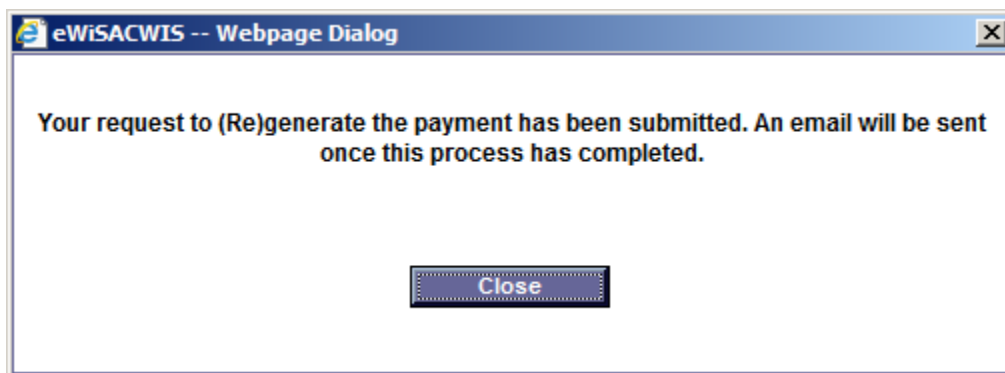 eWiSACWIS -- Webpage Dialog
Your request to (Re)generate the payment has been submitted. An email will be sent
once this process has completed.
Close